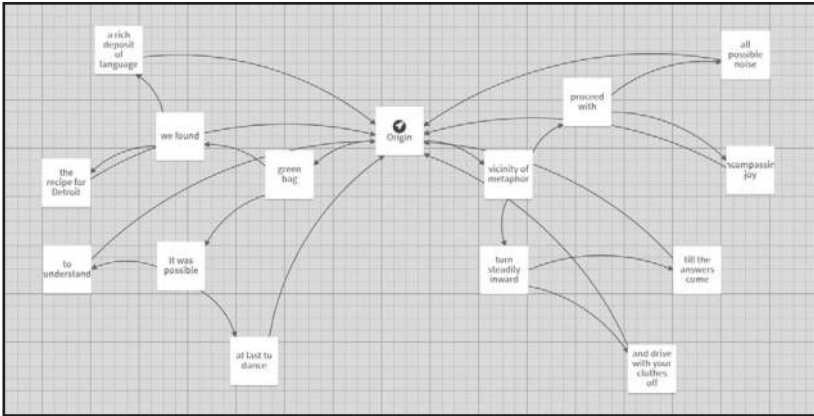 a rich
deposit
of
language
all
possible
noise
proceed
with
Origin
we found
vicinity of
metaphor
green
bag
the
recipe for
Detroit
ncompassin
joy
to
understand
it was
possible
turn
steadily
inward
till the
answers
come
at last to
dance
and drive
with your
clothes
off